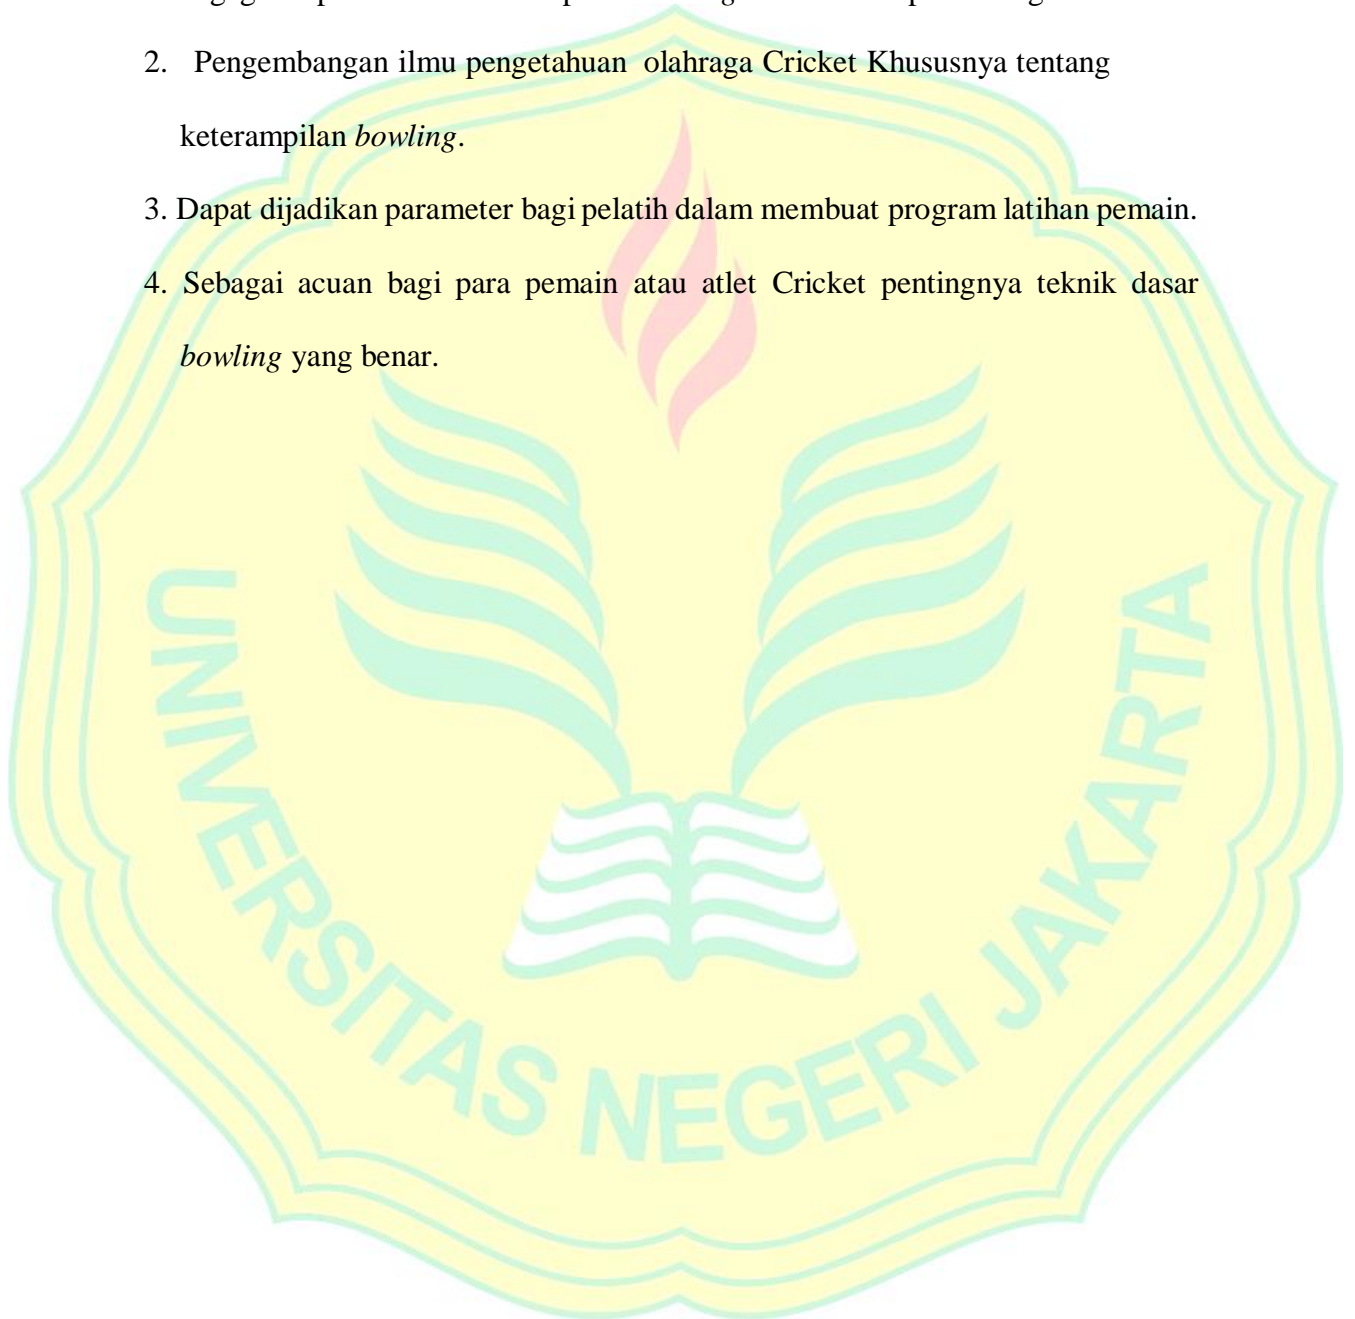 2. Pengembangan ilmu pengetahuan olahraga Cricket Khususnya tentang
keterampilan bowling.
3. Dapat dijadikan parameter bagi pelatih dalam membuat program latihan pemain.
4. Sebagai acuan bagi para pemain atau atlet Cricket pentingnya teknik dasar
bowling yang benar.
UNIVERSITAS NEGERI JAKARTA